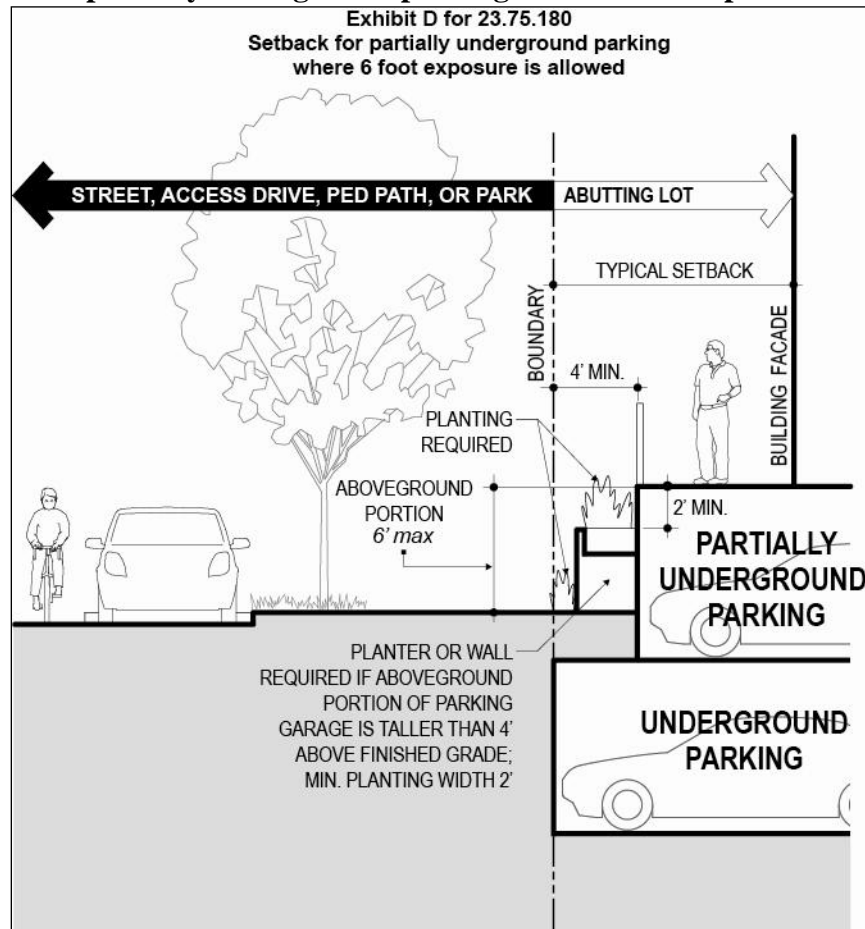 Exhibit D for 23.75.180
Setback for partially underground parking
where 6 foot exposure is allowed
STREET, ACCESS DRIVE, PED PATH, OR PARK
ABUTTING LOT
TYPICAL SETBACK
BOUNDARY
BUILDING FACADE
4' MIN.
PLANTING
REQUIRED
ABOVEGROUND
PORTION
6' max
2' MIN.
PARTIALLY
UNDERGROUND
PARKING
PLANTER OR WALL
REQUIRED IF ABOVEGROUND
PORTION OF PARKING
GARAGE IS TALLER THAN 4'
ABOVE FINISHED GRADE;
MIN. PLANTING WIDTH 2'
UNDERGROUND
PARKING